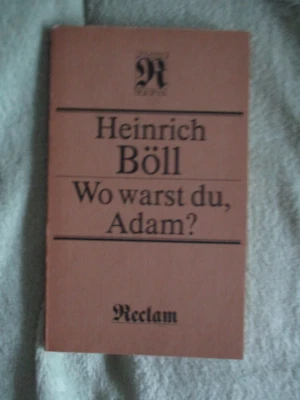 R
Heinrich
Böll
Wo warst du,
Adam?
Reclam